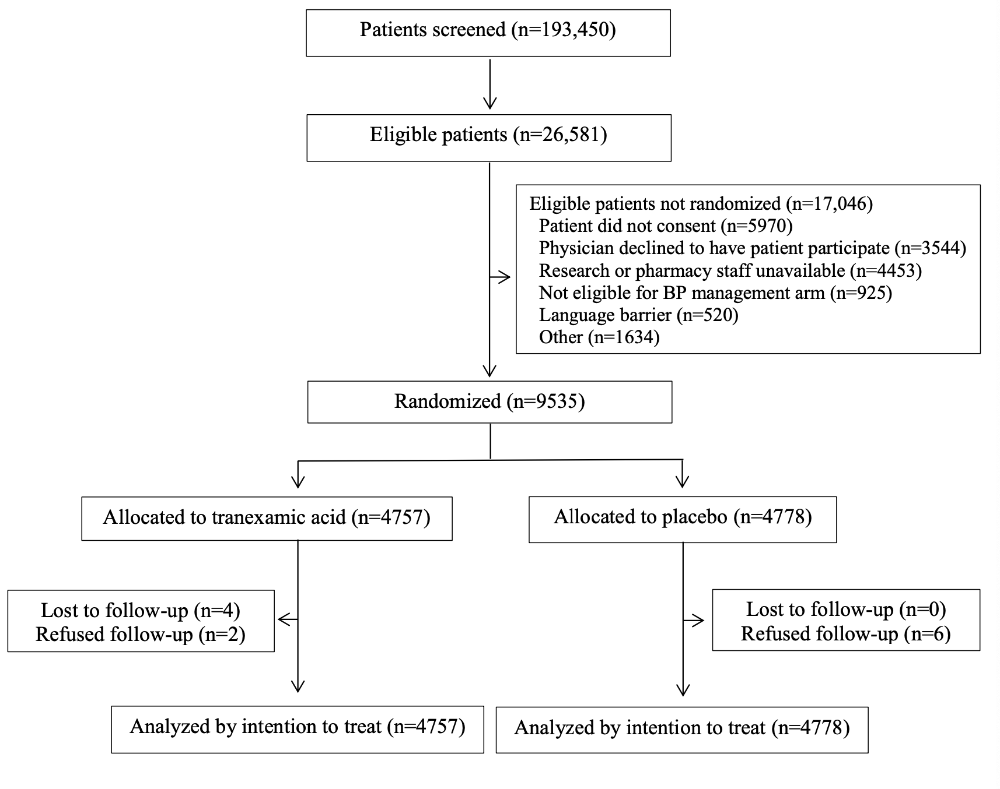 Patients screened (n=193,450)
Eligible patients (n=26,581)
Eligible patients not randomized (n=17,046)
Patient did not consent (n=5970)
Physician declined to have patient participate (n=3544)
Research or pharmacy staff unavailable (n=4453)
Not eligible for BP management arm (n=925)
Language barrier (n=520)
Other (n=1634)
Randomized (n=9535)
Allocated to tranexamic acid (n=4757)
Allocated to placebo (n=4778)
Lost to follow-up (n=4)
Refused follow-up (n=2)
Lost to follow-up (n=0)
Refused follow-up (n=6)
Analyzed by intention to treat (n=4757)
Analyzed by intention to treat (n=4778)